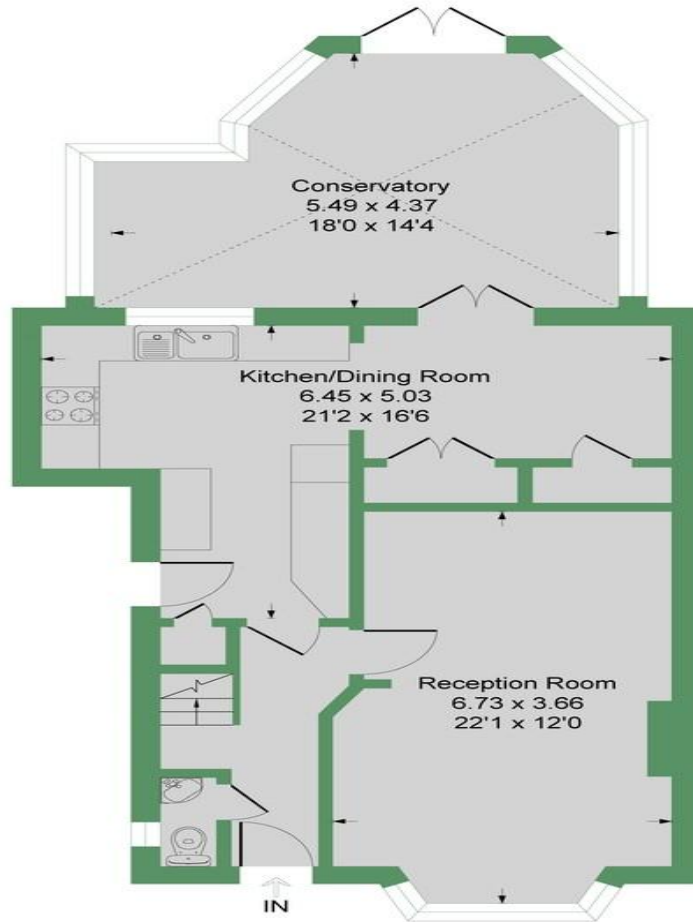 Conservatory
5.49 x 4.37
18'0 x 14'4
Kitchen/Dining Room
6.45 x 5.03
21'2 x 16'6
Reception Room
6.73 x 3.66
22'1 x 12'0
IN